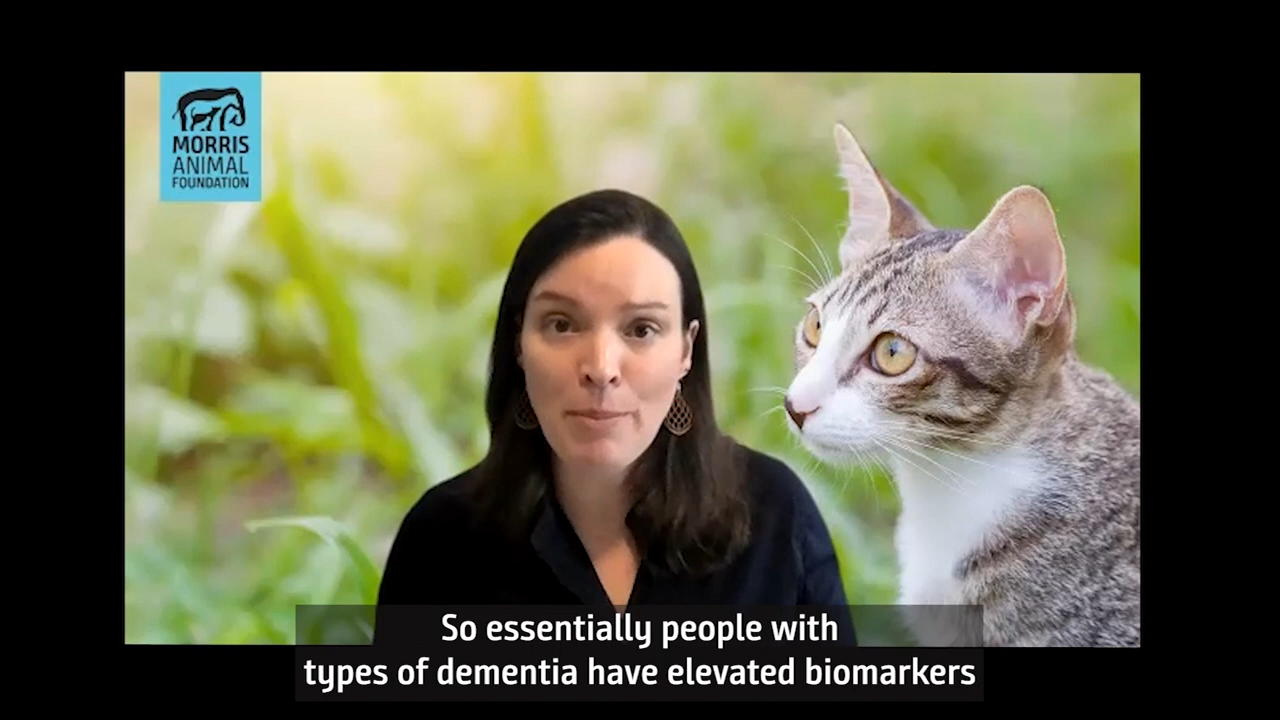 MORRIS
ANIMAL
FOUNDATION
So essentially people with
types of dementia have elevated biomarkers